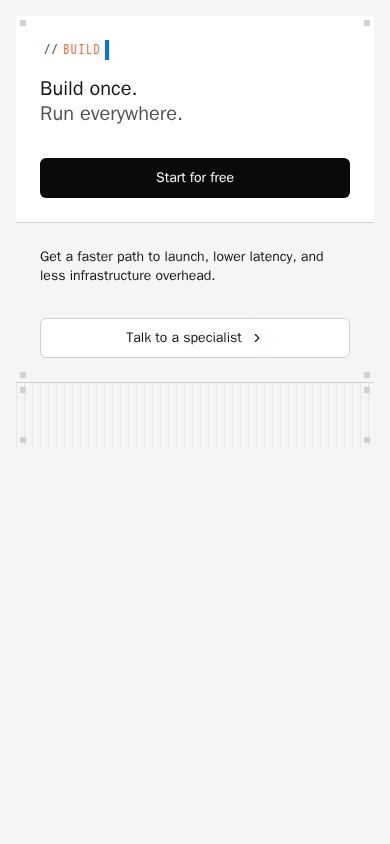 // BUILD
Build once.
Run everywhere.
Start for free
Get a faster path to launch, lower latency, and
less infrastructure overhead.
Talk to a specialist